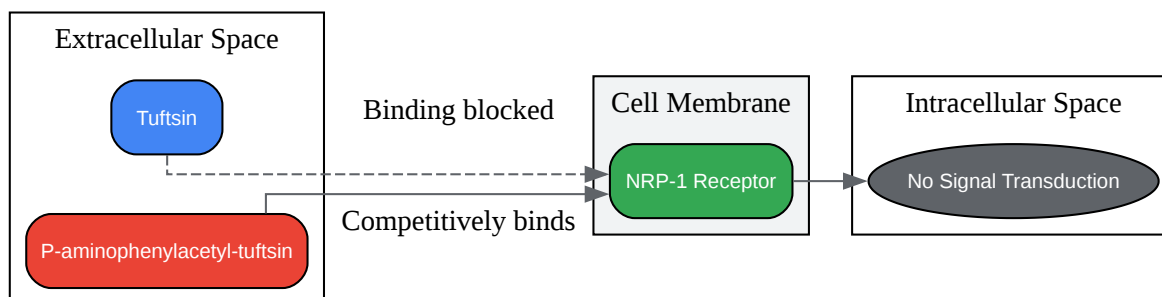 Extracellular Space
Tuftsin
P-aminophenylacetyl-tuftsin
Binding blocked
Competitively binds
Cell Membrane
NRP-1 Receptor
Intracellular Space
No Signal Transduction